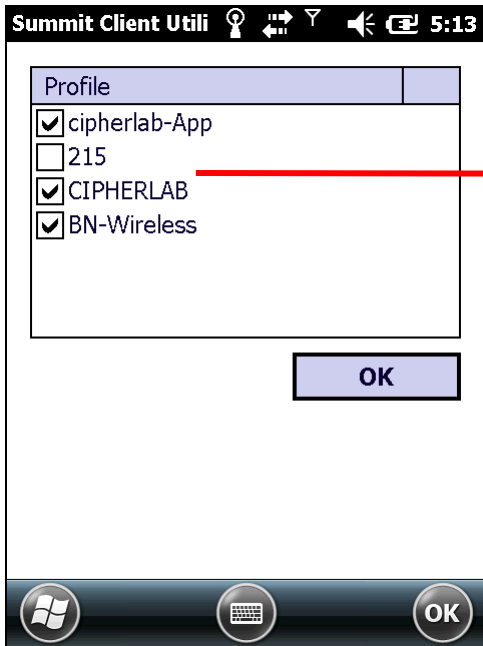 Summit Client Utili 5:13
Profile
cipherlab-App
215
CIPHERLAB
BN-Wireless
OK
OK